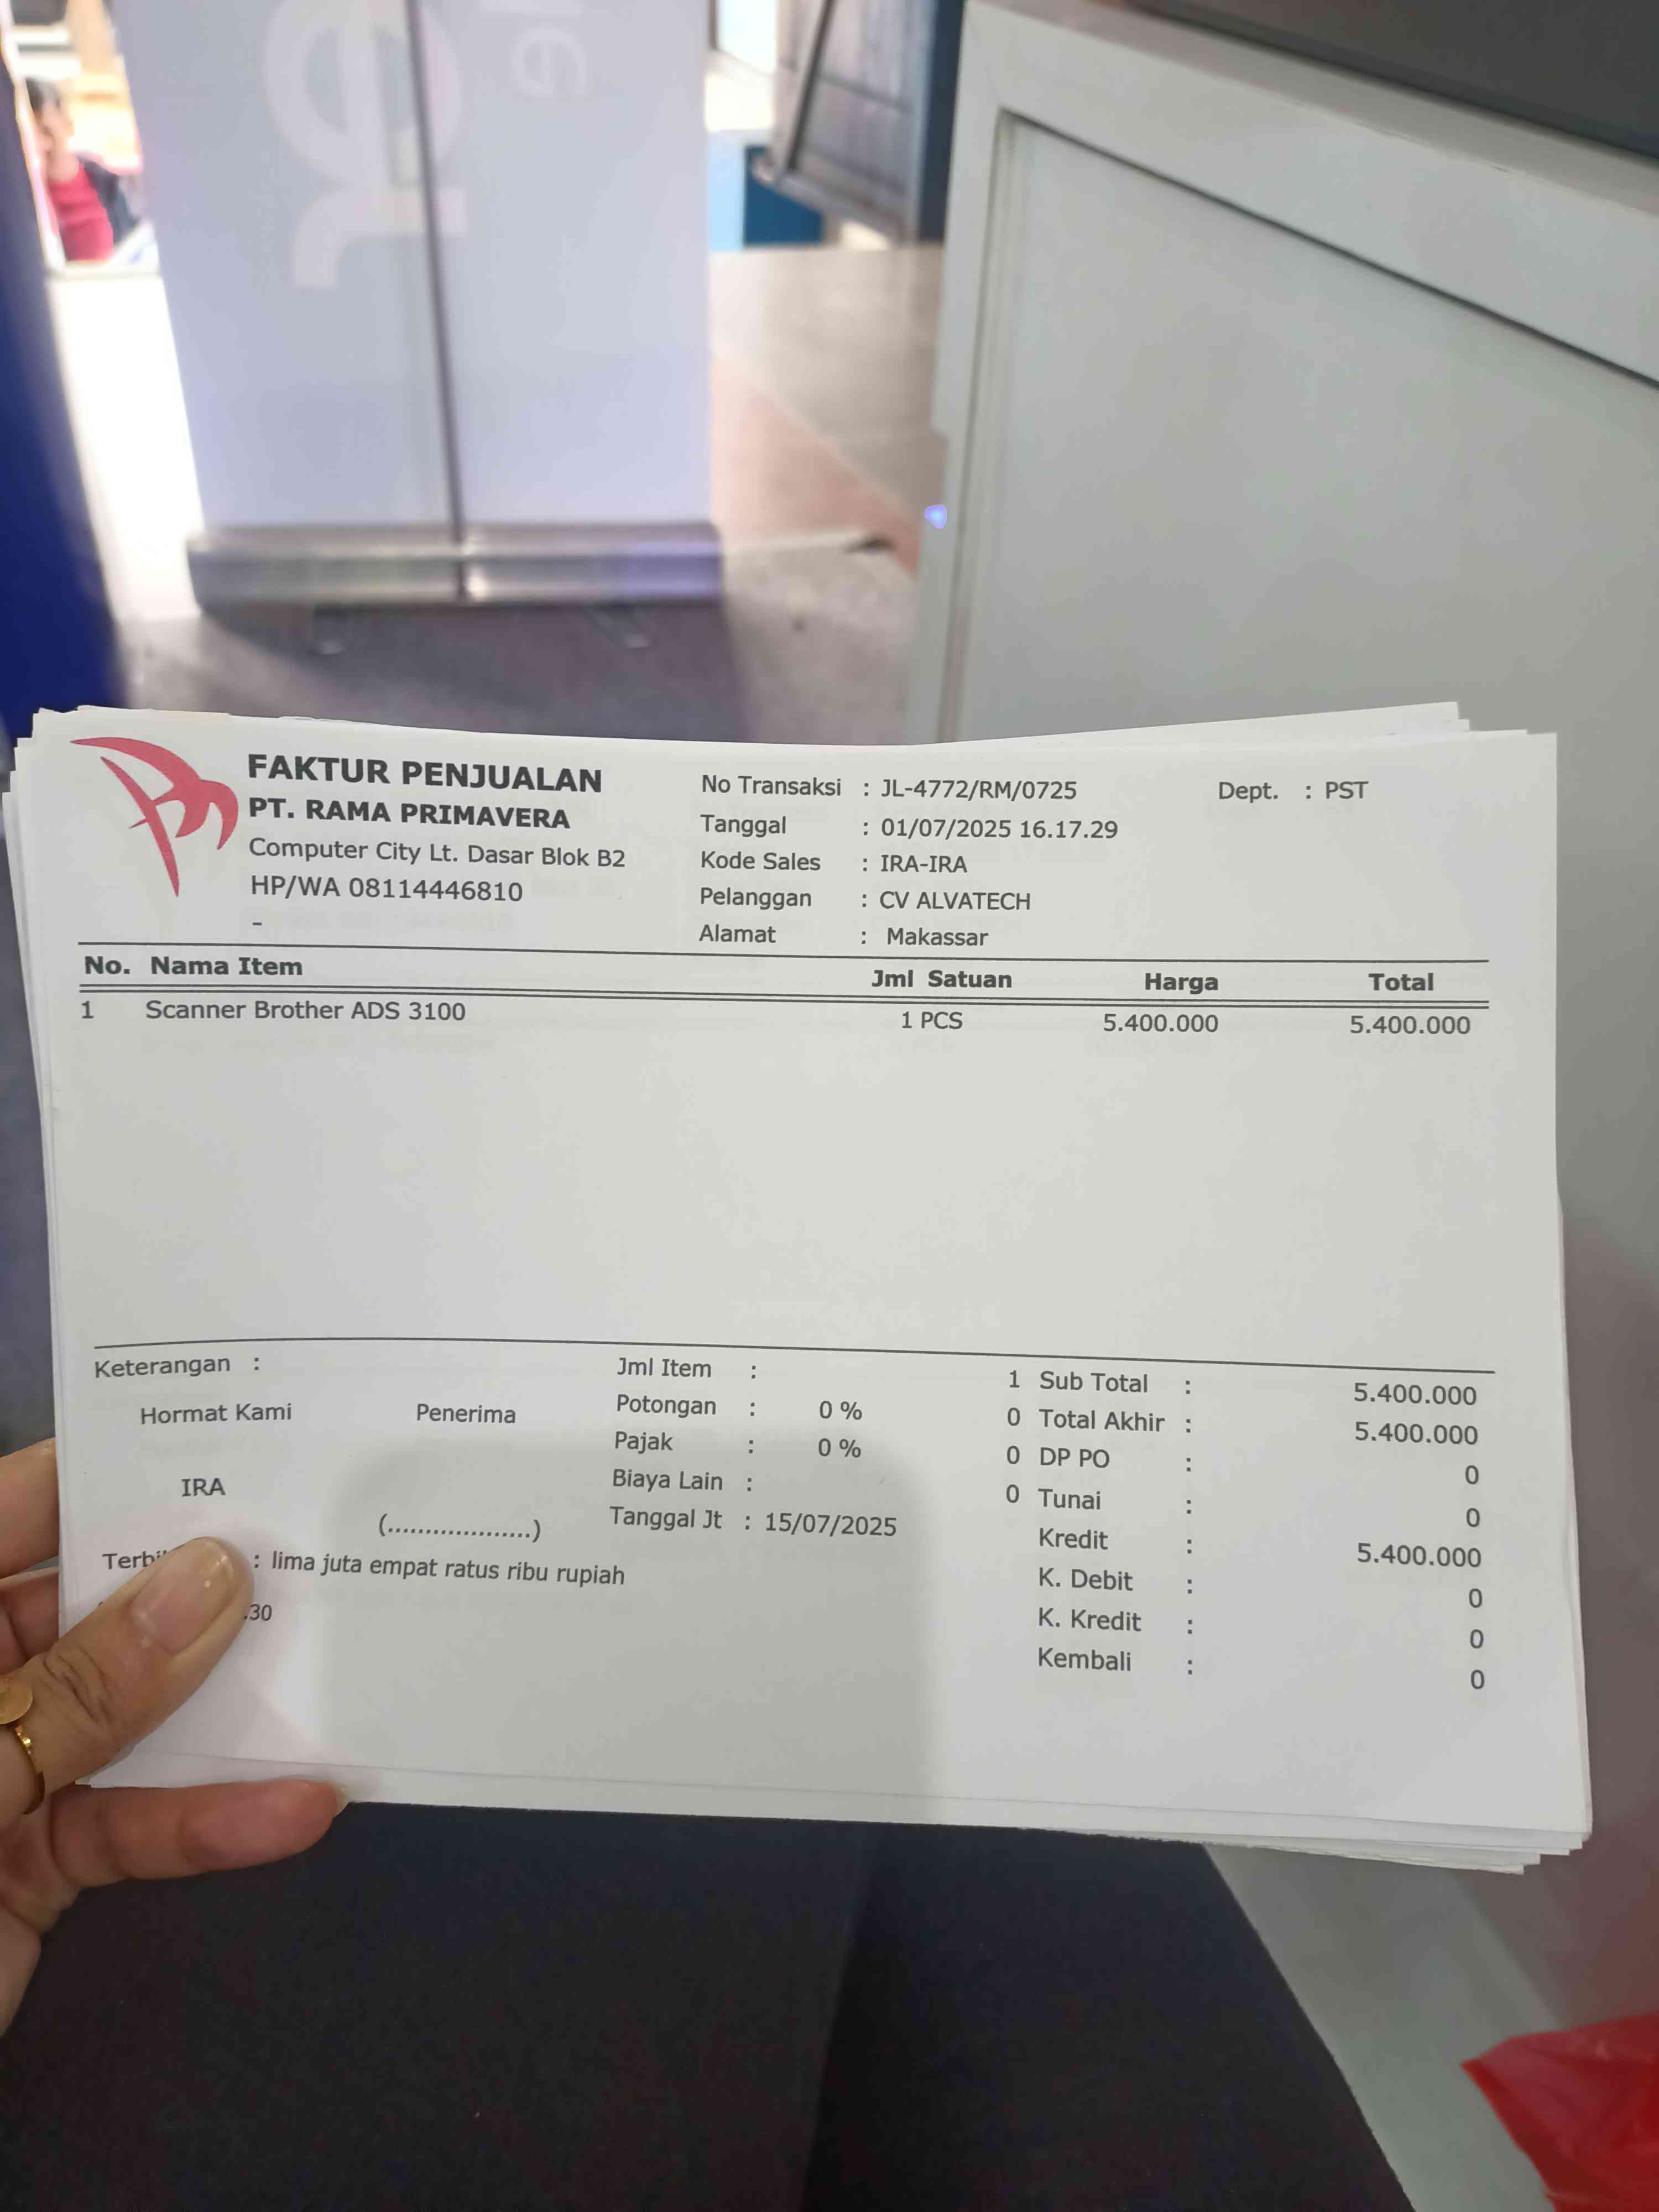 FAKTUR PENJUALAN
PT. RAMA PRIMAVERA
Computer City Lt. Dasar Blok B2
HP/WA 08114446810
-
No Transaksi : JL-4772/RM/0725 Dept. : PST
Tanggal : 01/07/2025 16.17.29
Kode Sales : IRA-IRA
Pelanggan : CV ALVATECH
Alamat : Makassar
No. Nama Item Jml Satuan Harga Total
1 Scanner Brother ADS 3100 1 PCS 5.400.000 5.400.000
Keterangan :
Hormat Kami Penerima
IRA
(...................)
Jml Item : 1
Potongan : 0 % 0
Pajak : 0 % 0
Biaya Lain : 0
Tanggal Jt : 15/07/2025
Sub Total : 5.400.000
Total Akhir : 5.400.000
DP PO : 0
Tunai : 0
Kredit : 5.400.000
K. Debit : 0
K. Kredit : 0
Kembali : 0
: lima juta empat ratus ribu rupiah
.30